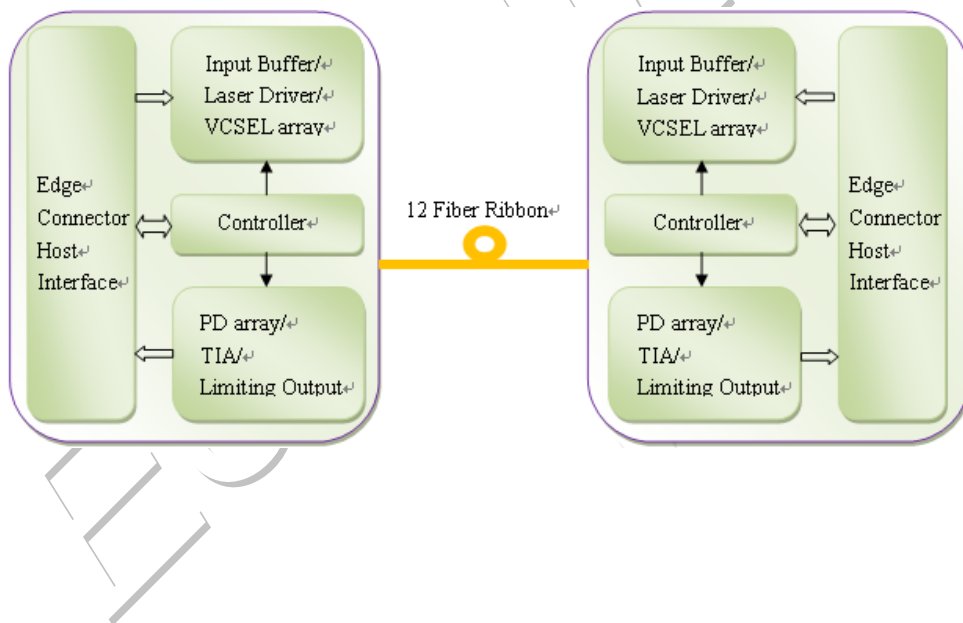 Input Buffer/↵
Laser Driver/↵
VCSEL array↵
Edge↵
Connector
Host↵
Interface↵
Controller↵
PD array/↵
TIA/↵
Limiting Output↵
12 Fiber Ribbon↵
Input Buffer/↵
Laser Driver/↵
VCSEL array↵
Controller↵
PD array/↵
TIA/↵
Limiting Output↵
Edge↵
Connector
Host↵
Interface↵